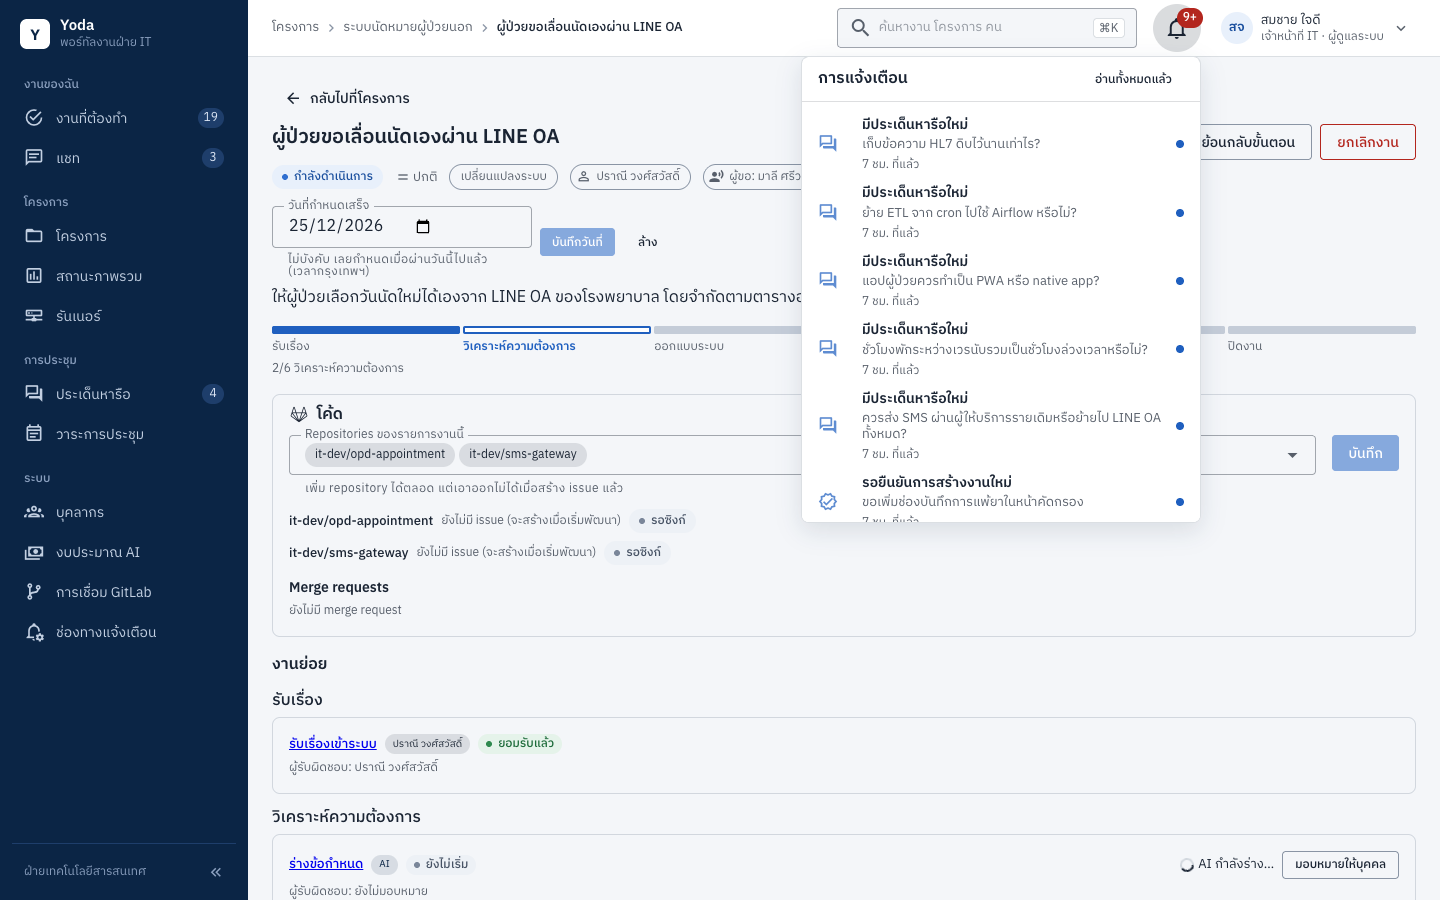 Y
Yoda
พอร์ทัลงานฝ่าย IT
งานของฉัน
งานที่ต้องทำ 19
แชท 3
โครงการ
โครงการ
สถานะภาพรวม
รันเนอร์
การประชุม
ประเด็นหารือ 4
วาระการประชุม
ระบบ
บุคลากร
งบประมาณ AI
การเชื่อม GitLab
ช่องทางแจ้งเตือน
ฝ่ายเทคโนโลยีสารสนเทศ
โครงการ > ระบบนัดหมายผู้ป่วยนอก > ผู้ป่วยขอเลื่อนนัดเองผ่าน LINE OA
ค้นหางาน โครงการ คน ⌘K
9+
สจ
สมชาย ใจดี
เจ้าหน้าที่ IT · ผู้ดูแลระบบ
กลับไปที่โครงการ
ผู้ป่วยขอเลื่อนนัดเองผ่าน LINE OA
ย้อนกลับขั้นตอน
ยกเลิกงาน
กำลังดำเนินการ
ปกติ
เปลี่ยนแปลงระบบ
ปราณี วงศ์สวัสดิ์
ผู้ขอ: มาลี
วันที่กำหนดเสร็จ
25/12/2026
บันทึกวันที่
ล้าง
ไม่บังคับ เลยกำหนดเมื่อผ่านวันนี้ไปแล้ว
(เวลากรุงเทพฯ)
ให้ผู้ป่วยเลือกวันนัดใหม่ได้เองจาก LINE OA ของโรงพยาบาล โดยจำกัดตามตาราง
รับเรื่อง
วิเคราะห์ความต้องการ
ออกแบบระบบ
ปิดงาน
2/6 วิเคราะห์ความต้องการ
การแจ้งเตือน
อ่านทั้งหมดแล้ว
มีประเด็นหารือใหม่
เก็บข้อความ HL7 ดิบไว้นานเท่าไร?
7 ชม. ที่แล้ว
มีประเด็นหารือใหม่
ย้าย ETL จาก cron ไปใช้ Airflow หรือไม่?
7 ชม. ที่แล้ว
มีประเด็นหารือใหม่
แอปผู้ป่วยควรทำเป็น PWA หรือ native app?
7 ชม. ที่แล้ว
มีประเด็นหารือใหม่
ชั่วโมงพักระหว่างเวรนับรวมเป็นชั่วโมงล่วงเวลาหรือไม่?
7 ชม. ที่แล้ว
มีประเด็นหารือใหม่
ควรส่ง SMS ผ่านผู้ให้บริการรายเดิมหรือย้ายไป LINE OA
ทั้งหมด?
7 ชม. ที่แล้ว
รอยืนยันการสร้างงานใหม่
ขอเพิ่มช่องบันทึกการแพ้ยาในหน้าคัดกรอง
7 ชม. ที่แล้ว
โค้ด
Repositories ของรายการงานนี้
it-dev/opd-appointment
it-dev/sms-gateway
บันทึก
เพิ่ม repository ได้ตลอด แต่เอาออกไม่ได้เมื่อสร้าง issue แล้ว
it-dev/opd-appointment ยังไม่มี issue (จะสร้างเมื่อเริ่มพัฒนา) รอซิงก์
it-dev/sms-gateway ยังไม่มี issue (จะสร้างเมื่อเริ่มพัฒนา) รอซิงก์
Merge requests
ยังไม่มี merge request
งานย่อย
รับเรื่อง
รับเรื่องเข้าระบบ ปราณี วงศ์สวัสดิ์ ยอมรับแล้ว
ผู้รับผิดชอบ: ปราณี วงศ์สวัสดิ์
วิเคราะห์ความต้องการ
ร่างข้อกำหนด AI ยังไม่เริ่ม
AI กำลังร่าง...
มอบหมายให้บุคคล
ผู้รับผิดชอบ: ยังไม่มอบหมาย